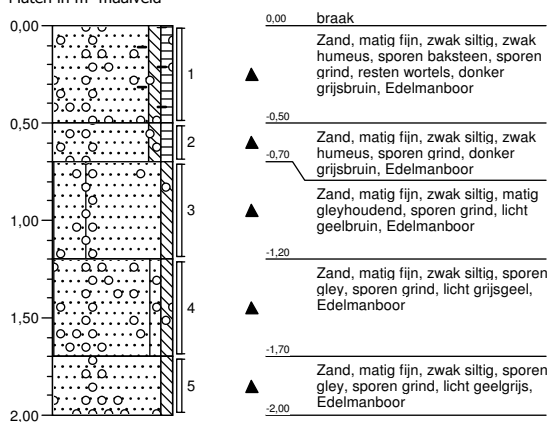 0,00
0,50
1,00
1,50
2,00
1
2
3
4
5
0,00 braak
Zand, matig fijn, zwak siltig, zwak
humeus, sporen baksteen, sporen
grind, resten wortels, donker
grijsbruin, Edelmanboor
-0,50
Zand, matig fijn, zwak siltig, zwak
humeus, sporen grind, donker
grijsbruin, Edelmanboor
-0,70
Zand, matig fijn, zwak siltig, matig
gleyhoudend, sporen grind, licht
geelbruin, Edelmanboor
-1,20
Zand, matig fijn, zwak siltig, sporen
gley, sporen grind, licht grijsgeel,
Edelmanboor
-1,70
Zand, matig fijn, zwak siltig, sporen
gley, sporen grind, licht geelgrijs,
Edelmanboor
-2,00